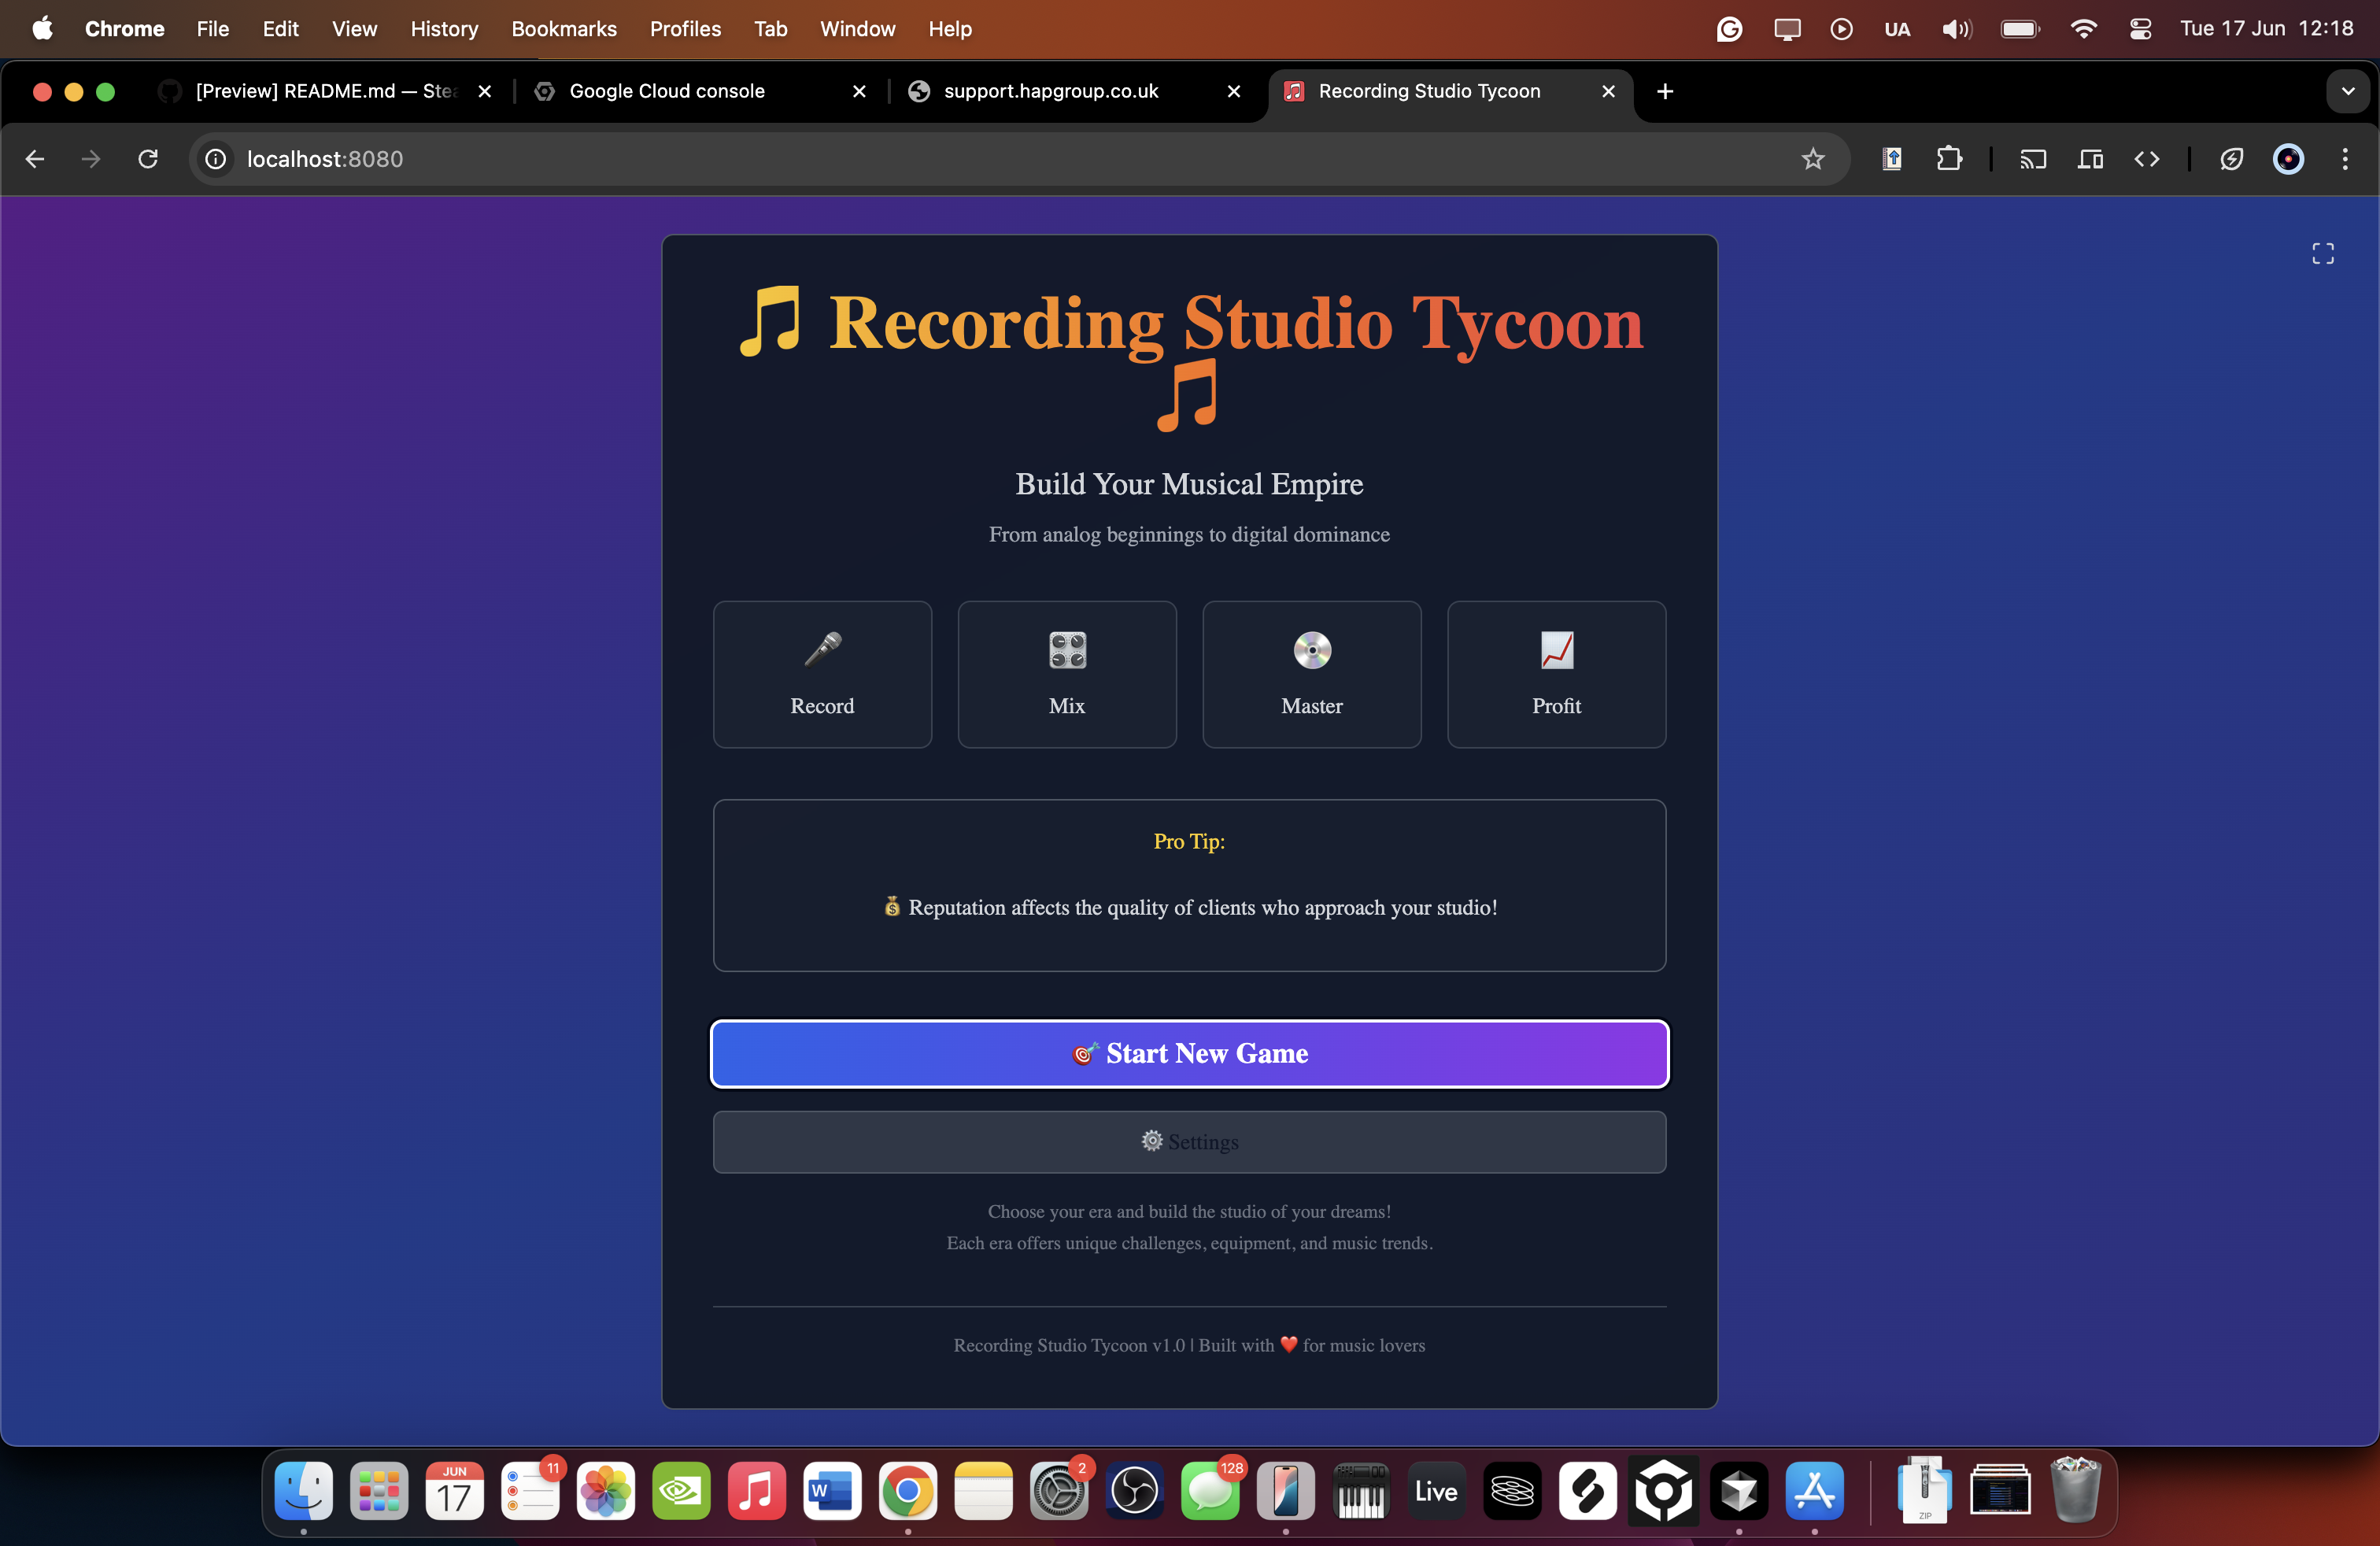 Chrome File Edit View History Bookmarks Profiles Tab Window Help UA Tue 17 Jun 12:18
[Preview] README.md — Ste Google Cloud console support.hapgroup.co.uk Recording Studio Tycoon
localhost:8080
🎵 Recording Studio Tycoon
🎵
Build Your Musical Empire
From analog beginnings to digital dominance
Record Mix Master Profit
Pro Tip:
💰 Reputation affects the quality of clients who approach your studio!
🎯 Start New Game
⚙️ Settings
Choose your era and build the studio of your dreams!
Each era offers unique challenges, equipment, and music trends.
Recording Studio Tycoon v1.0 | Built with ❤️ for music lovers
JUN 11 2 128
17 W Live
ZIP